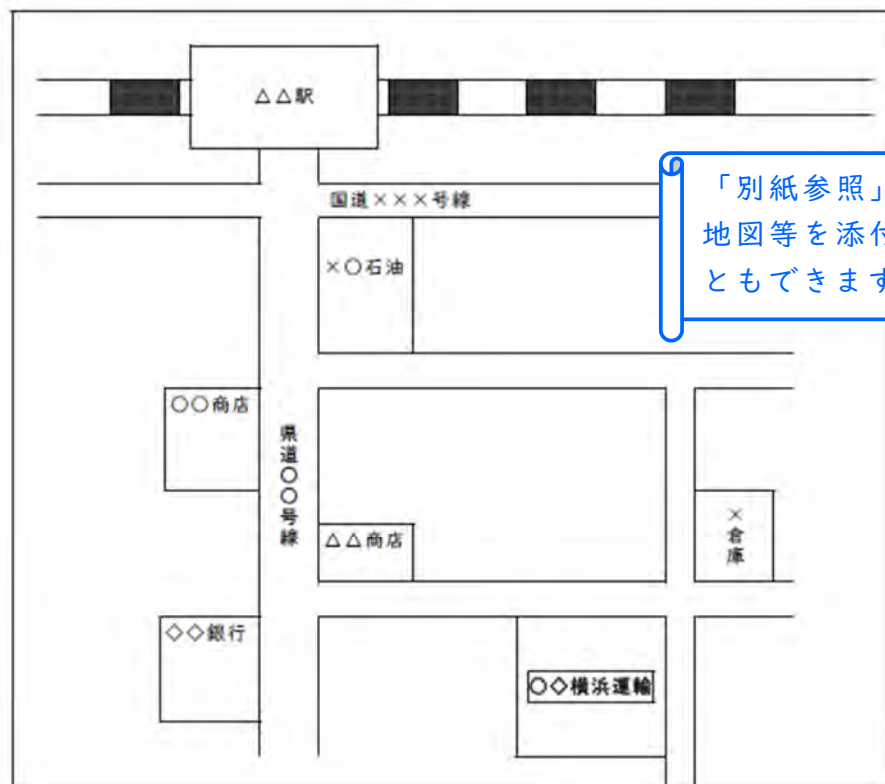 △△駅
国道×××号線
「別紙参照」
地図等を添付
ともできます
×○石油
○○商店
県道○○号線
△△商店
×倉庫
◇◇銀行
○◇横浜運輸